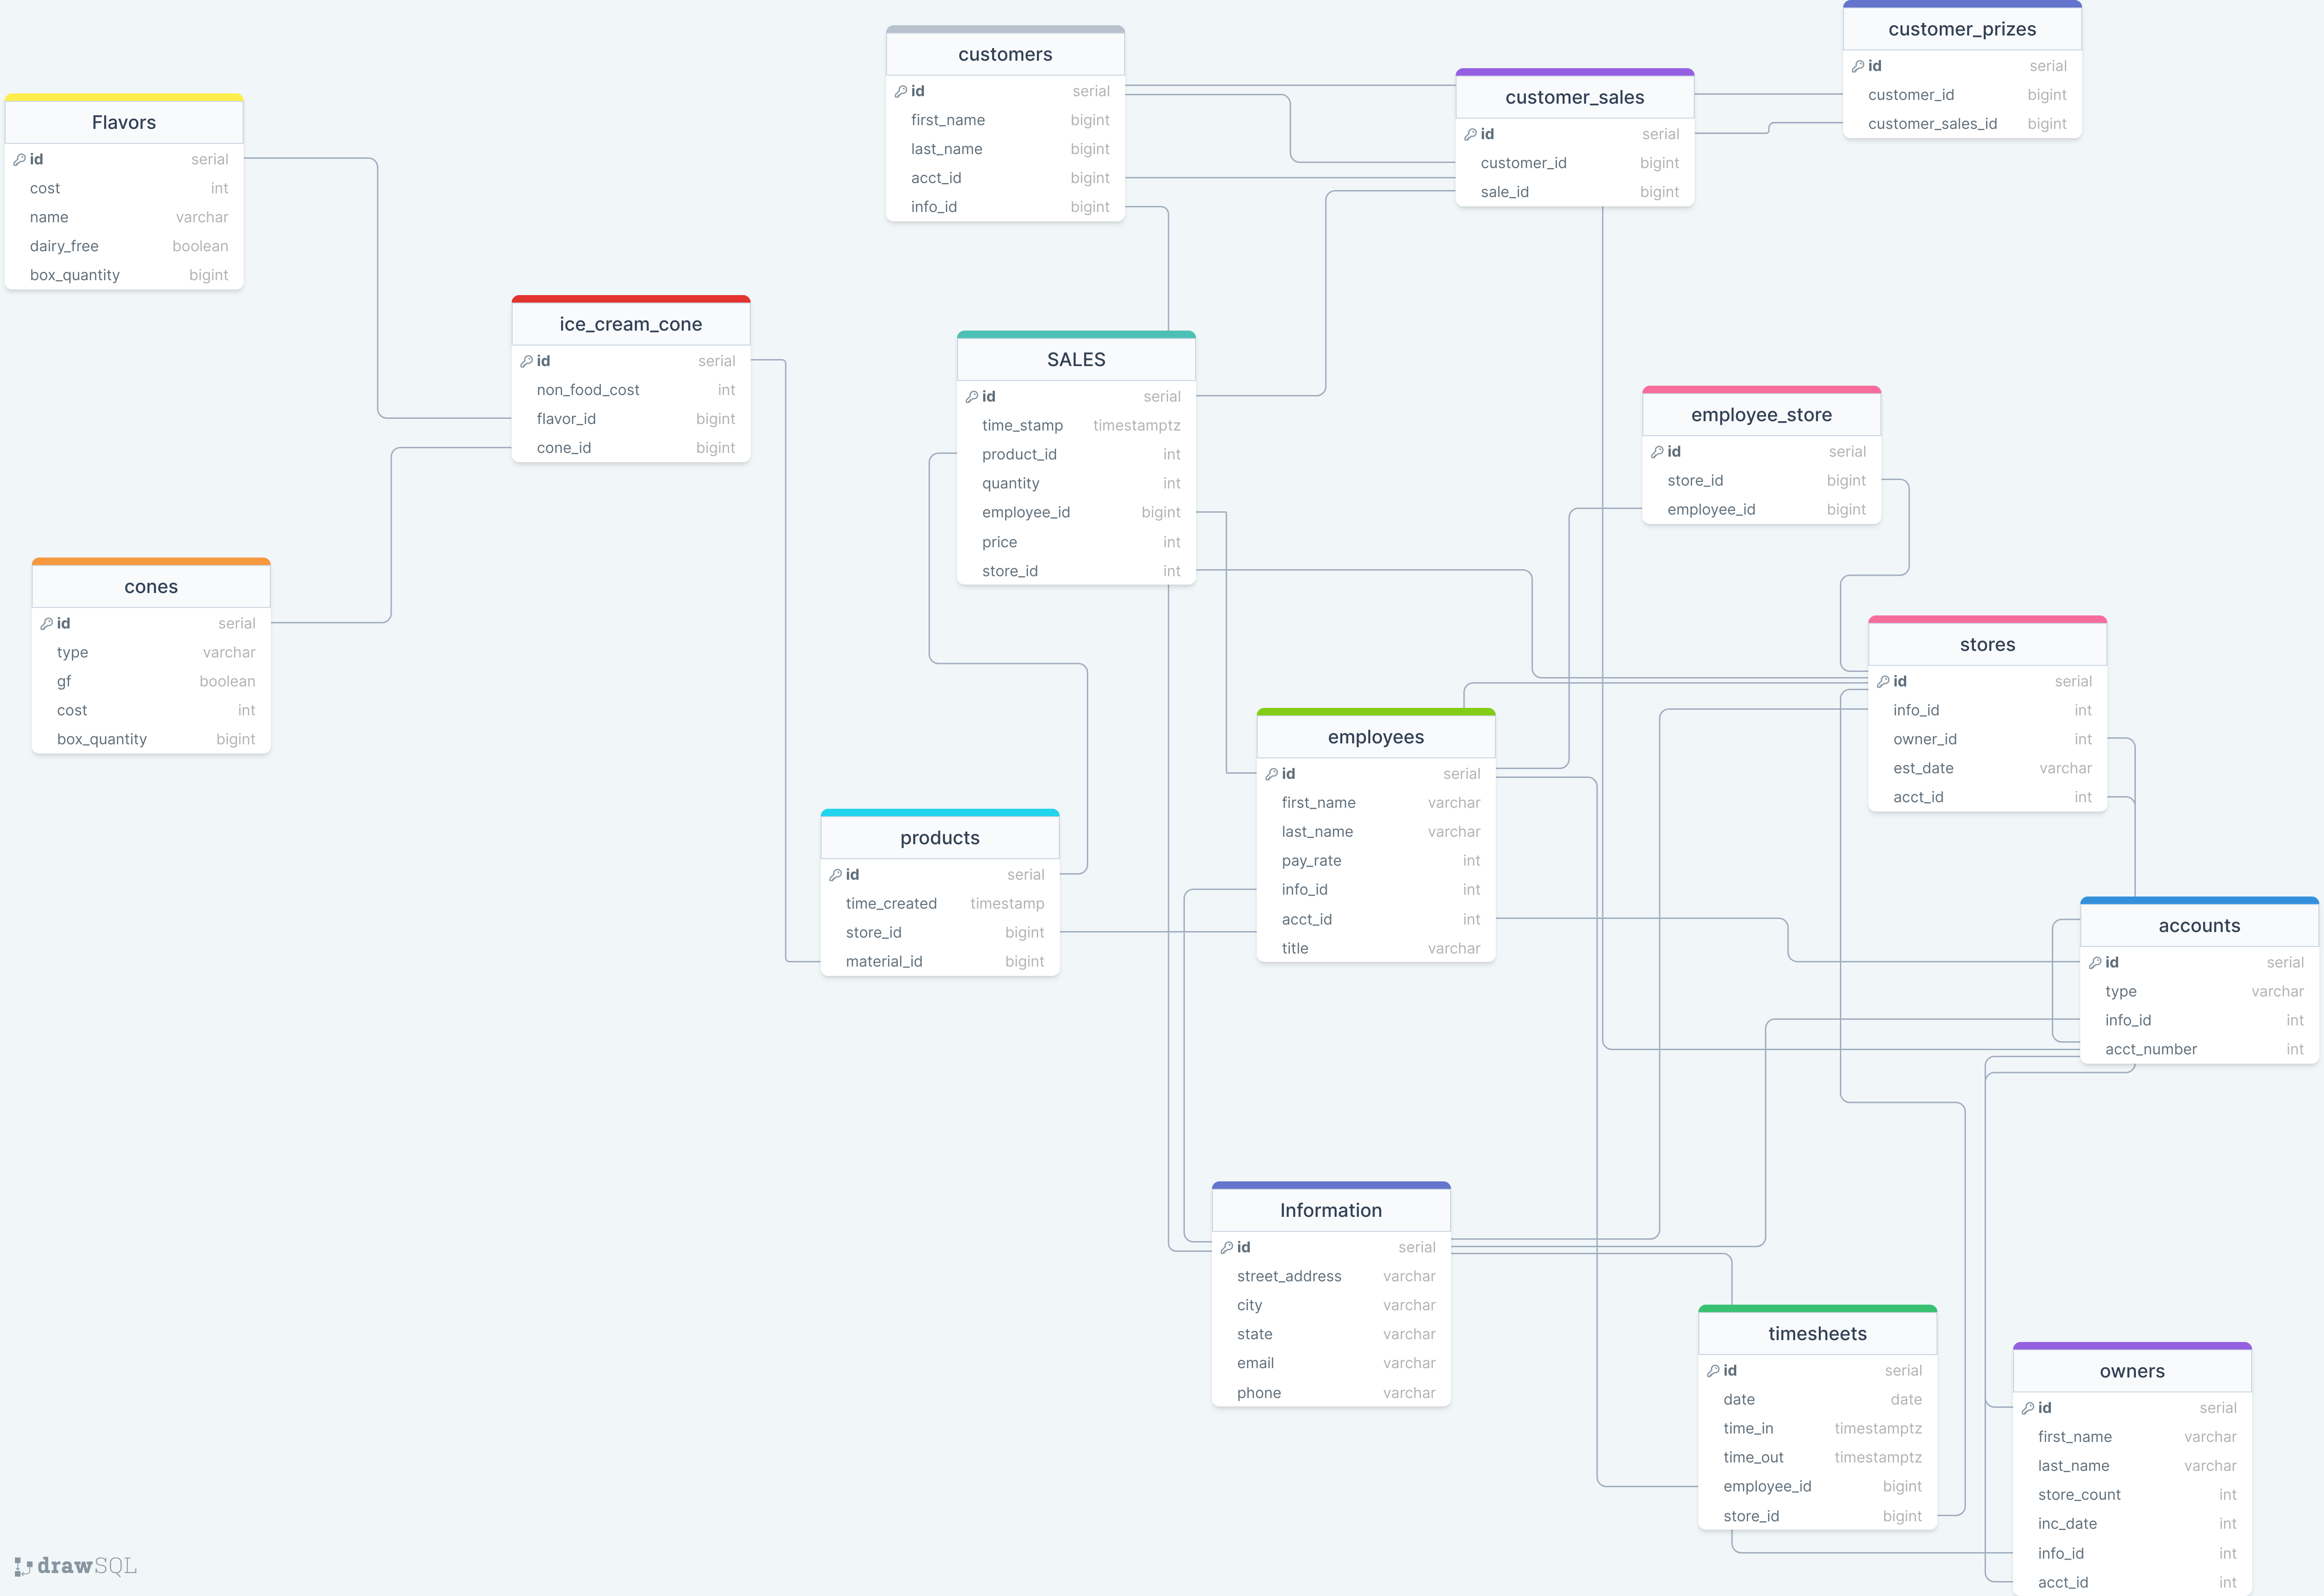 customers
id serial
first_name bigint
last_name bigint
acct_id bigint
info_id bigint
customer_prizes
id serial
customer_id bigint
customer_sales_id bigint
customer_sales
id serial
customer_id bigint
sale_id bigint
Flavors
id serial
cost int
name varchar
dairy_free boolean
box_quantity bigint
ice_cream_cone
id serial
non_food_cost int
flavor_id bigint
cone_id bigint
SALES
id serial
time_stamp timestamptz
product_id int
quantity int
employee_id bigint
price int
store_id int
employee_store
id serial
store_id bigint
employee_id bigint
cones
id serial
type varchar
gf boolean
cost int
box_quantity bigint
stores
id serial
info_id int
owner_id int
est_date varchar
acct_id int
employees
id serial
first_name varchar
last_name varchar
pay_rate int
info_id int
acct_id int
title varchar
products
id serial
time_created timestamp
store_id bigint
material_id bigint
accounts
id serial
type varchar
info_id int
acct_number int
Information
id serial
street_address varchar
city varchar
state varchar
email varchar
phone varchar
timesheets
id serial
date date
time_in timestamptz
time_out timestamptz
employee_id bigint
store_id bigint
owners
id serial
first_name varchar
last_name varchar
store_count int
inc_date int
info_id int
acct_id int
drawSQL